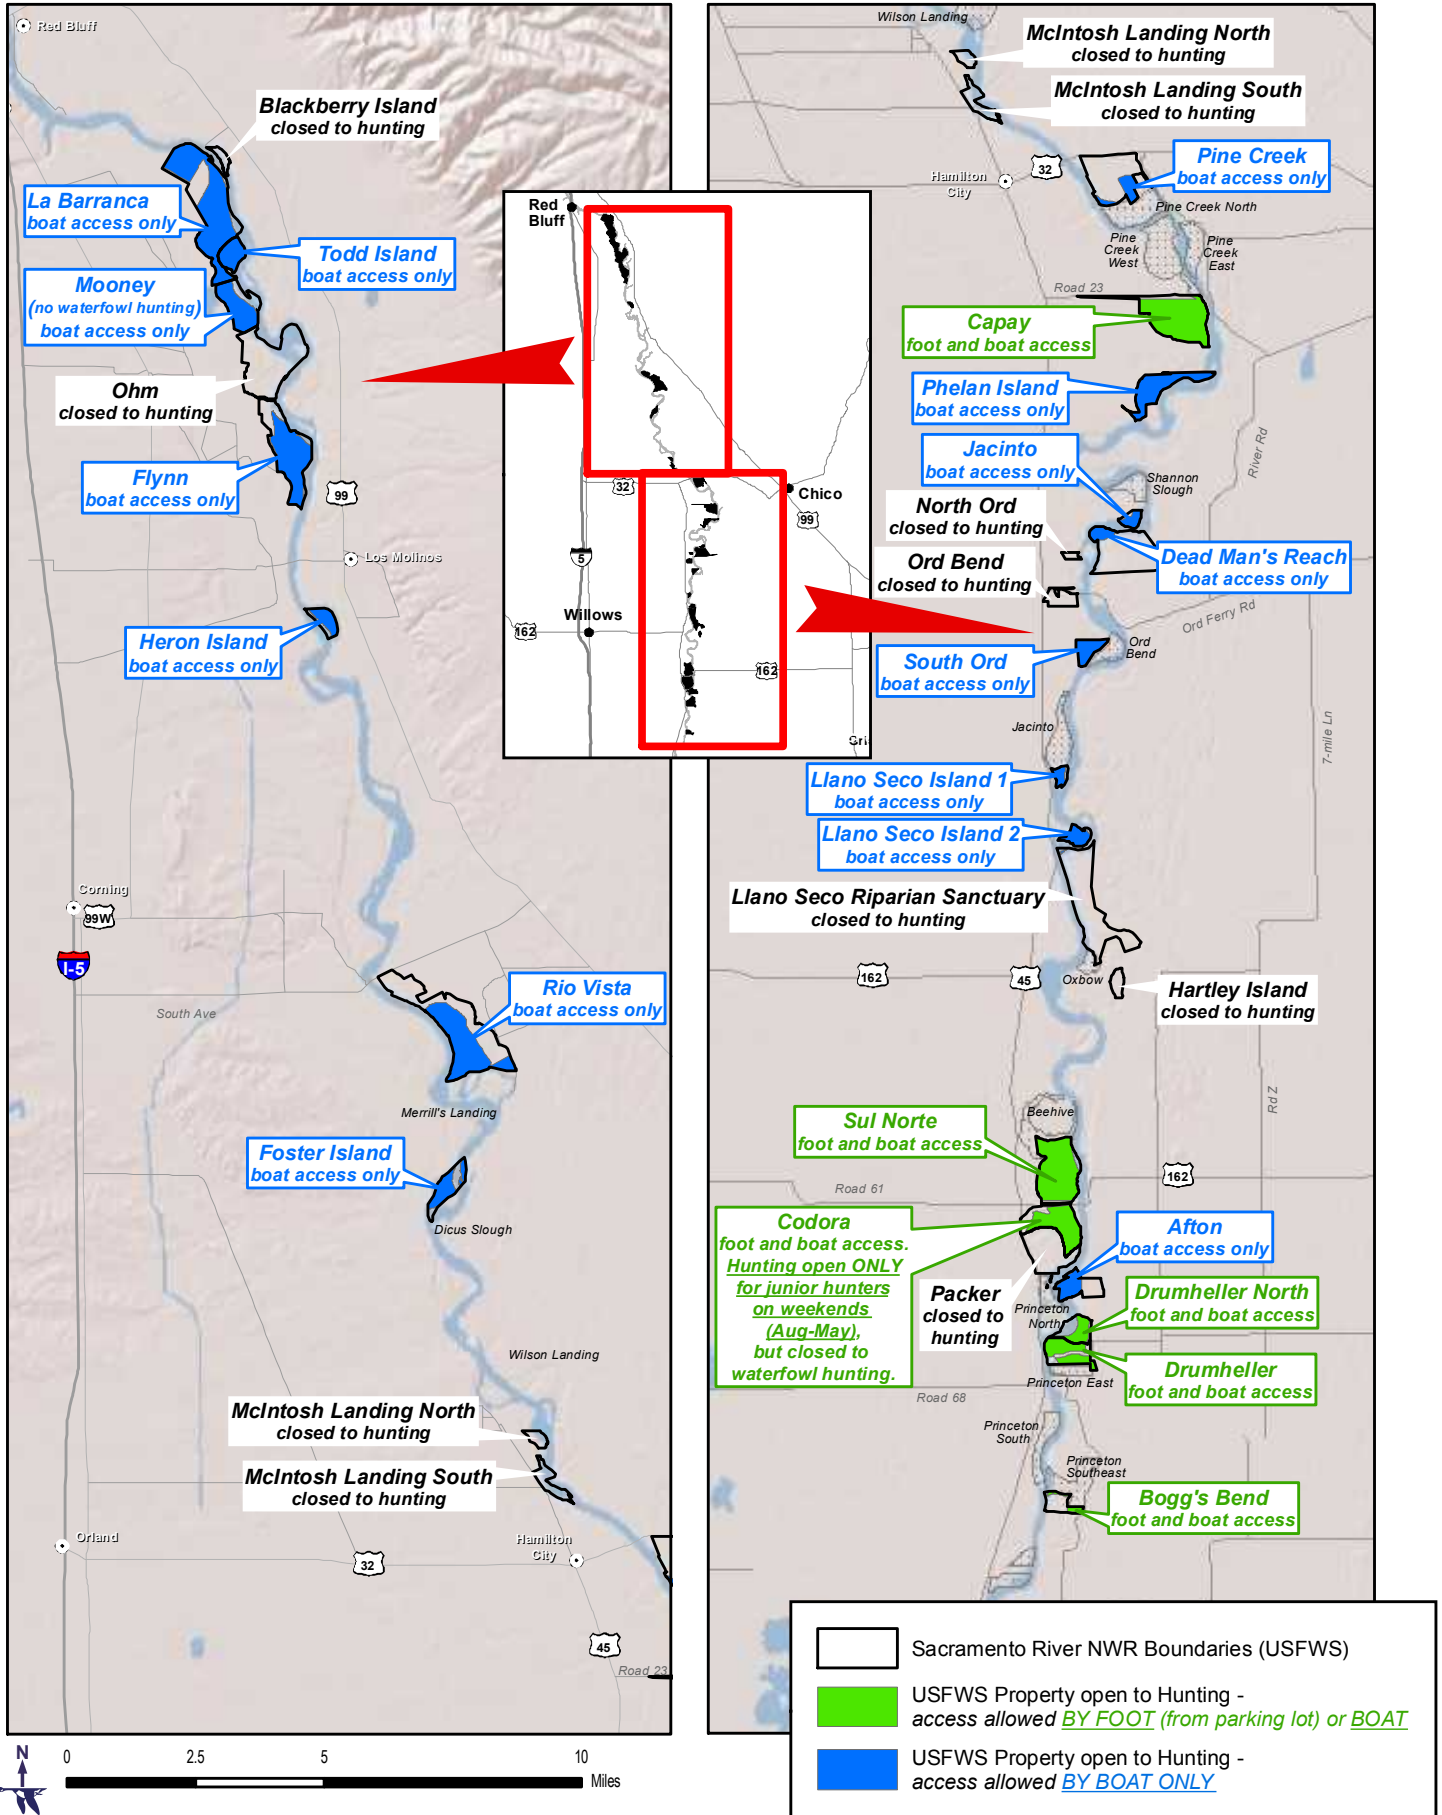 Red Bluff
Blackberry Island
closed to hunting
La Barranca
boat access only
Todd Island
boat access only
Mooney
(no waterfowl hunting)
boat access only
Ohm
closed to hunting
Flynn
boat access only
99
Los Molinos
Heron Island
boat access only
Corning
99W
I-5
South Ave
Rio Vista
boat access only
Merrill's Landing
Foster Island
boat access only
Dicus Slough
Wilson Landing
McIntosh Landing North
closed to hunting
McIntosh Landing South
closed to hunting
Orland
32
Hamilton
City
45
Road 23
N
0
2.5
5
10
Miles
Red
Bluff
32
Chico
99
5
Willows
162
162
Gri
Wilson Landing
McIntosh Landing North
closed to hunting
McIntosh Landing South
closed to hunting
32
Hamilton
City
Pine Creek
boat access only
Pine Creek North
Pine
Creek
West
Pine
Creek
East
Road 23
Capay
foot and boat access
Phelan Island
boat access only
River Rd
Jacinto
boat access only
Shannon
Slough
North Ord
closed to hunting
Dead Man's Reach
boat access only
Ord Bend
closed to hunting
Ord Ferry Rd
Ord
Bend
South Ord
boat access only
Jacinto
7-mile Ln
Llano Seco Island 1
boat access only
Llano Seco Island 2
boat access only
Llano Seco Riparian Sanctuary
closed to hunting
162
45
Oxbow
Hartley Island
closed to hunting
Rd Z
Beehive
Sul Norte
foot and boat access
162
Road 61
Codora
foot and boat access.
Hunting open ONLY
for junior hunters
on weekends
(Aug-May),
but closed to
waterfowl hunting.
Afton
boat access only
Packer
closed to
hunting
Princeton
North
Drumheller North
foot and boat access
Drumheller
foot and boat access
Princeton East
Road 68
Princeton
South
Princeton
Southeast
Bogg's Bend
foot and boat access
Sacramento River NWR Boundaries (USFWS)
USFWS Property open to Hunting -
access allowed BY FOOT (from parking lot) or BOAT
USFWS Property open to Hunting -
access allowed BY BOAT ONLY